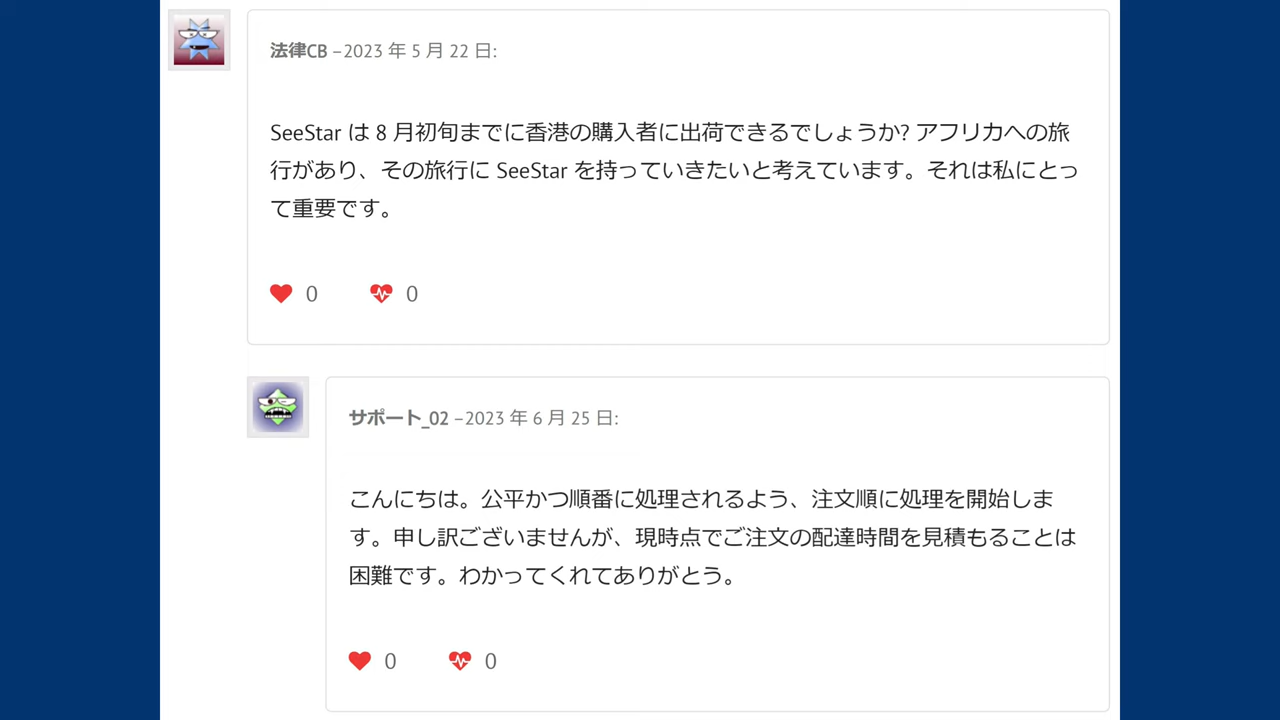 法律CB –2023 年 5 月 22 日:
SeeStar は 8 月初旬までに香港の購入者に出荷できるでしょうか? アフリカへの旅
行があり、その旅行に SeeStar を持っていきたいと考えています。それは私にとっ
て重要です。
0 0
サポート_02 –2023 年 6 月 25 日:
こんにちは。公平かつ順番に処理されるよう、注文順に処理を開始しま
す。申し訳ございませんが、現時点でご注文の配達時間を見積もることは
困難です。わかってくれてありがとう。
0 0